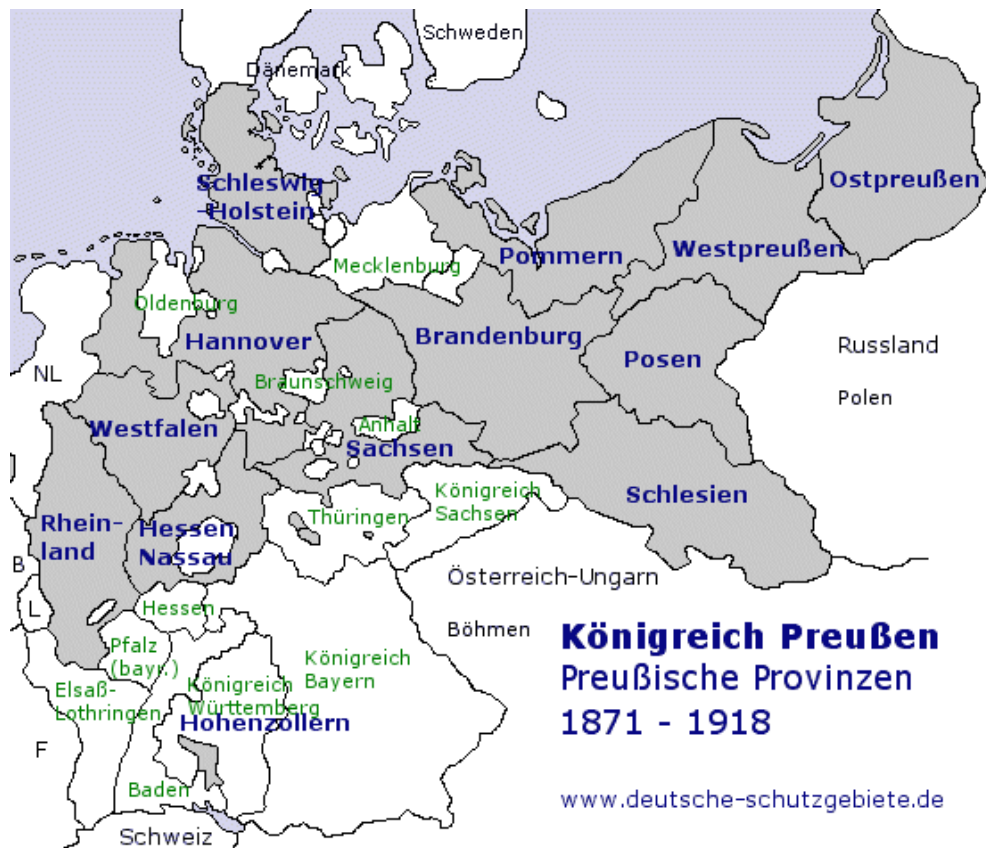 Schweden
Dänemark
Schleswig
-Holstein
Ostpreußen
Pommern
Westpreußen
Mecklenburg
Oldenburg
Hannover
Brandenburg
Posen
Russland
Polen
NL
Braunschweig
Westfalen
Anhalt
Sachsen
Königreich
Sachsen
Schlesien
Thüringen
Rhein-
land
Hessen
Nassau
B
L
Österreich-Ungarn
Böhmen
Hessen
Pfalz
(bayr.)
Königreich
Bayern
Elsaß-
Lothringen
Königreich
Württemberg
Hohenzollern
F
Baden
Schweiz
Königreich Preußen
Preußische Provinzen
1871 - 1918
www.deutsche-schutzgebiete.de